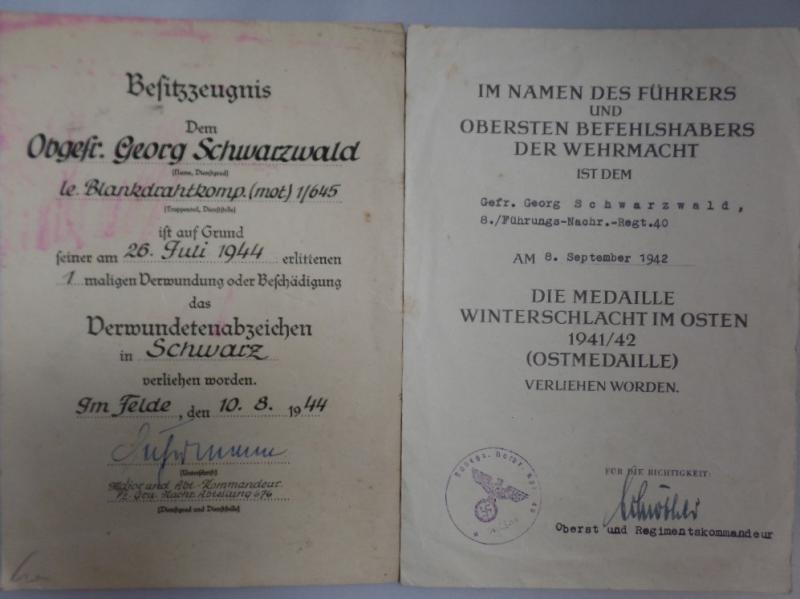 Besitzzeugnis
Dem
Obgefr. Georg Schwarzwald
(Name, Dienstgrad)
le. Blankdrahtkomp. (mot) 1/645
(Truppenteil, Dienststelle)
ist auf Grund
seiner am 26. Juli 1944 erlittenen
1 maligen Verwundung oder Beschädigung
das
Verwundetenabzeichen
in Schwarz
verliehen worden.
Im Felde, den 10. 8. 1944
(Unterschrift)
Major und Abt.-Kommandeur
Nachr. Abteilung 676
(Dienstgrad und Dienststelle)
IM NAMEN DES FÜHRERS
UND
OBERSTEN BEFEHLSHABERS
DER WEHRMACHT
IST DEM
Gefr. Georg Schwarzwald,
8./Führungs-Nachr.-Regt.40
AM 8. September 1942
DIE MEDAILLE
WINTERSCHLACHT IM OSTEN
1941/42
(OSTMEDAILLE)
VERLIEHEN WORDEN.
FÜR DIE RICHTIGKEIT:
Oberst und Regimentskommandeur